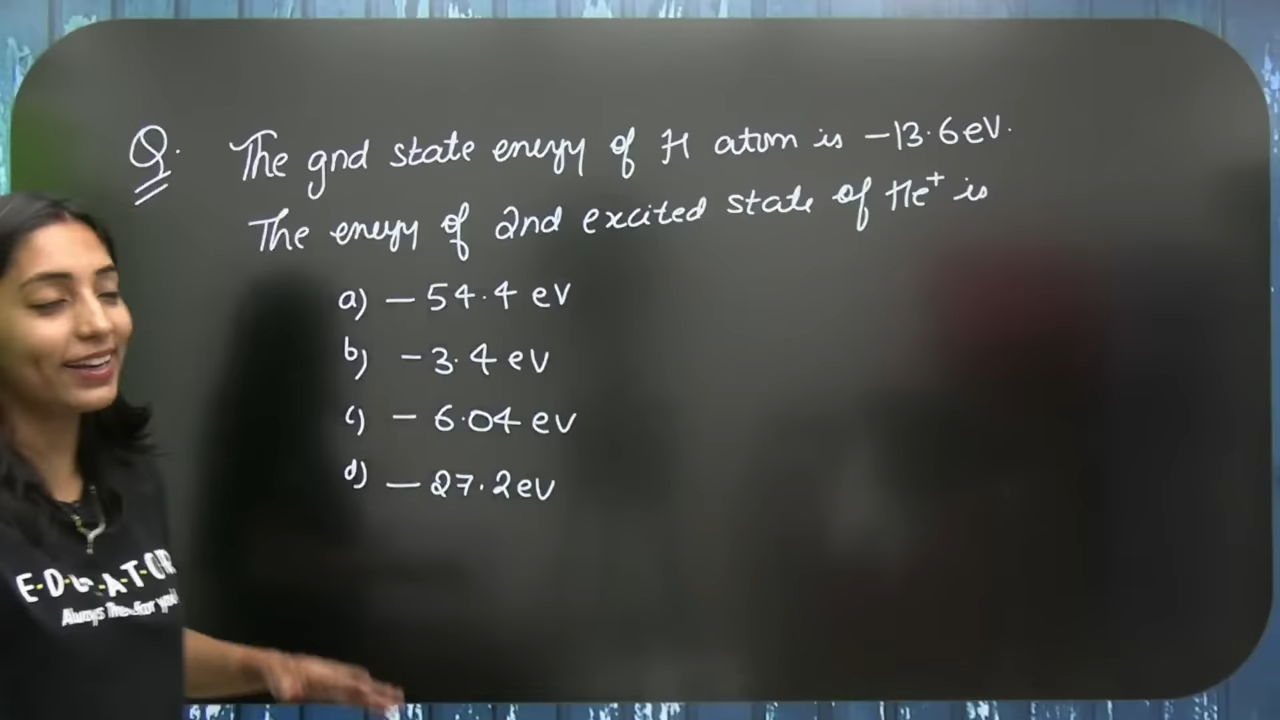 Q. The gnd state energy of H atom is -13.6eV.
The energy of 2nd excited state of He⁺ is
a) - 54.4 eV
b) - 3.4 eV
c) - 6.04 eV
d) - 27.2 eV
Always